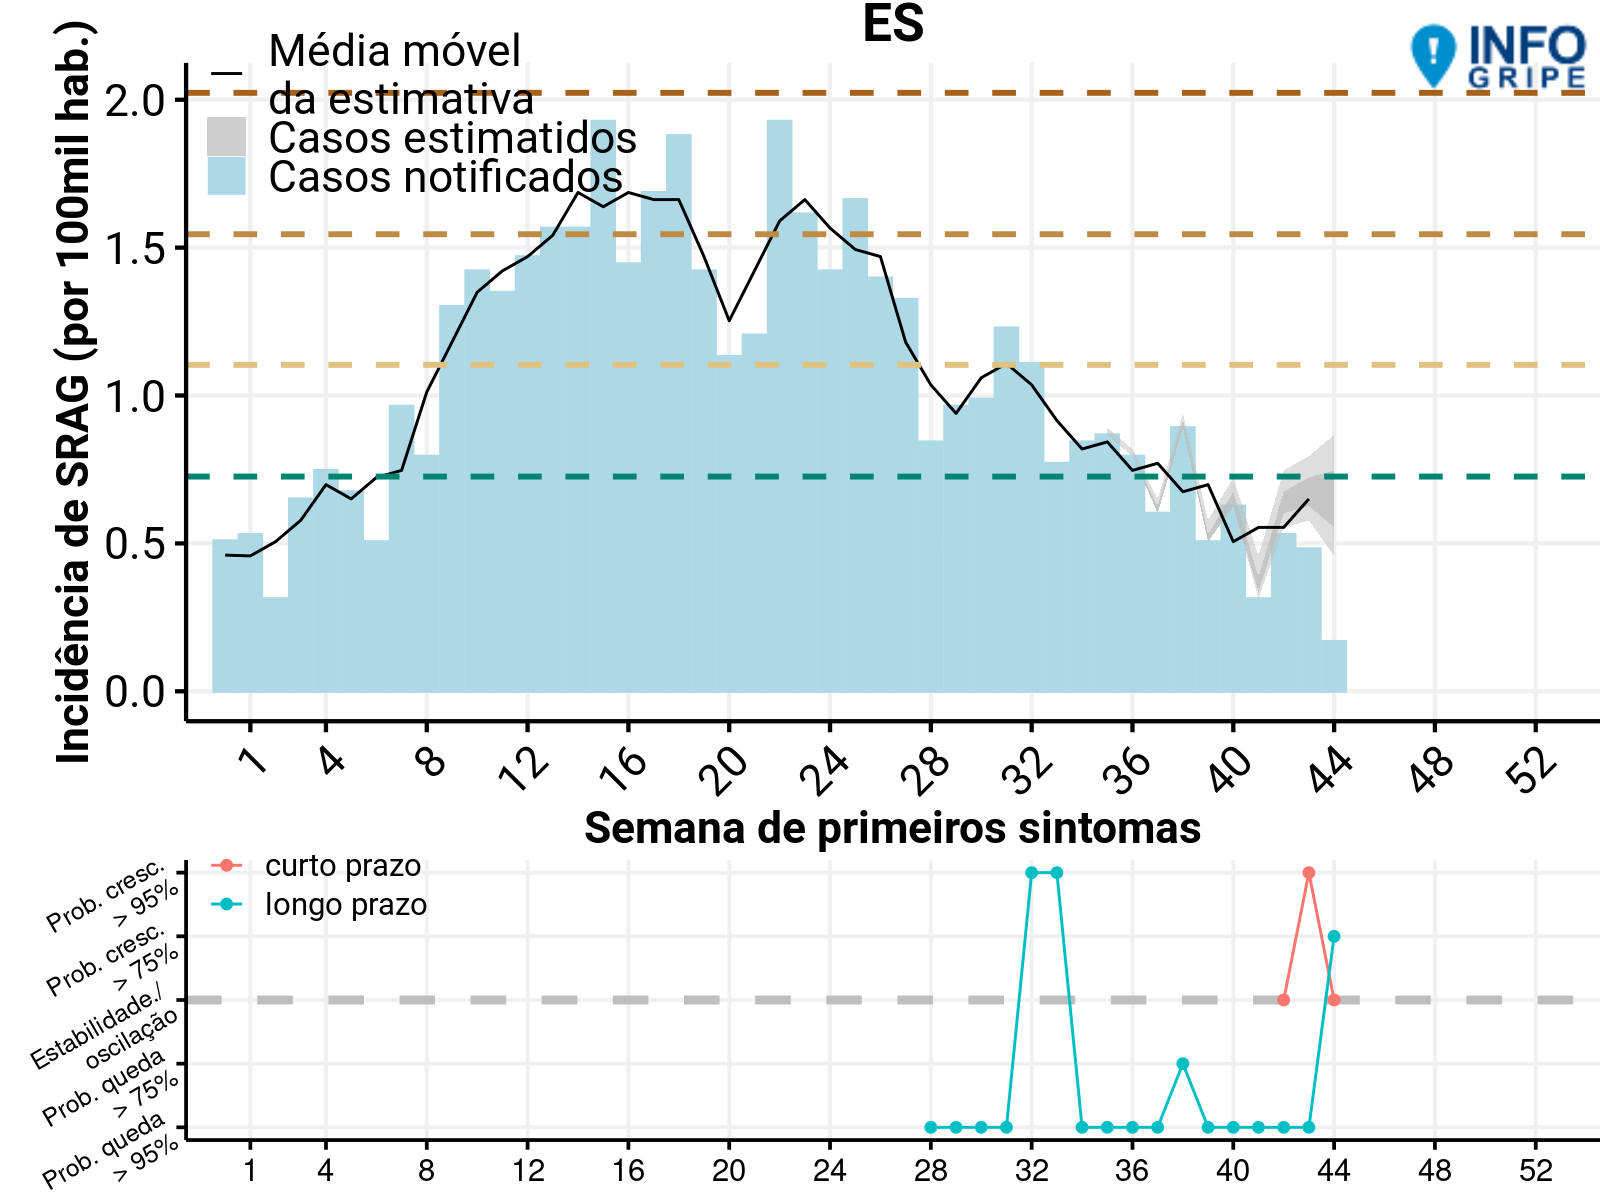 ES
INFO
GRIPE
Média móvel
da estimativa
Casos estimatidos
Casos notificados
Incidência de SRAG (por 100mil hab.)
2.0
1.5
1.0
0.5
0.0
1 4 8 12 16 20 24 28 32 36 40 44 48 52
Semana de primeiros sintomas
curto prazo
longo prazo
Prob. cresc.
> 95%
Prob. cresc.
> 75%
Estabilidade./
oscilação
Prob. queda
> 75%
Prob. queda
> 95%
1 4 8 12 16 20 24 28 32 36 40 44 48 52